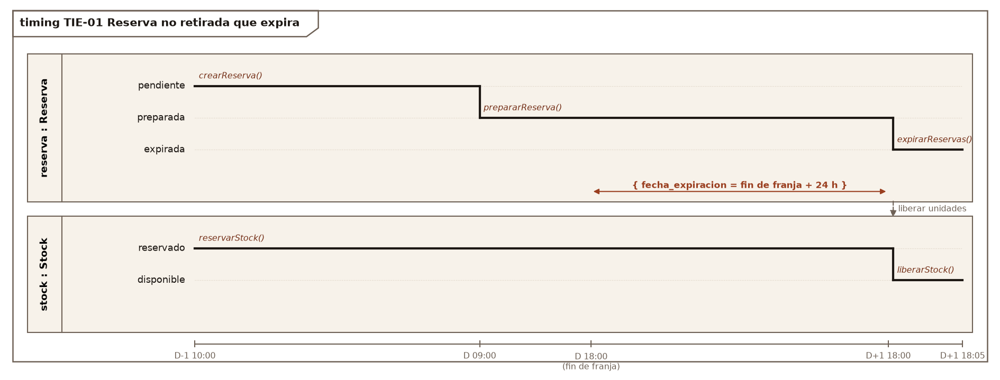 timing TIE-01 Reserva no retirada que expira
reserva : Reserva
crearReserva()
pendiente
prepararReserva()
preparada
expirarReservas()
expirada
{ fecha_expiracion = fin de franja + 24 h }
liberar unidades
stock : Stock
reservarStock()
reservado
liberarStock()
disponible
D-1 10:00
D 09:00
D 18:00
(fin de franja)
D+1 18:00
D+1 18:05